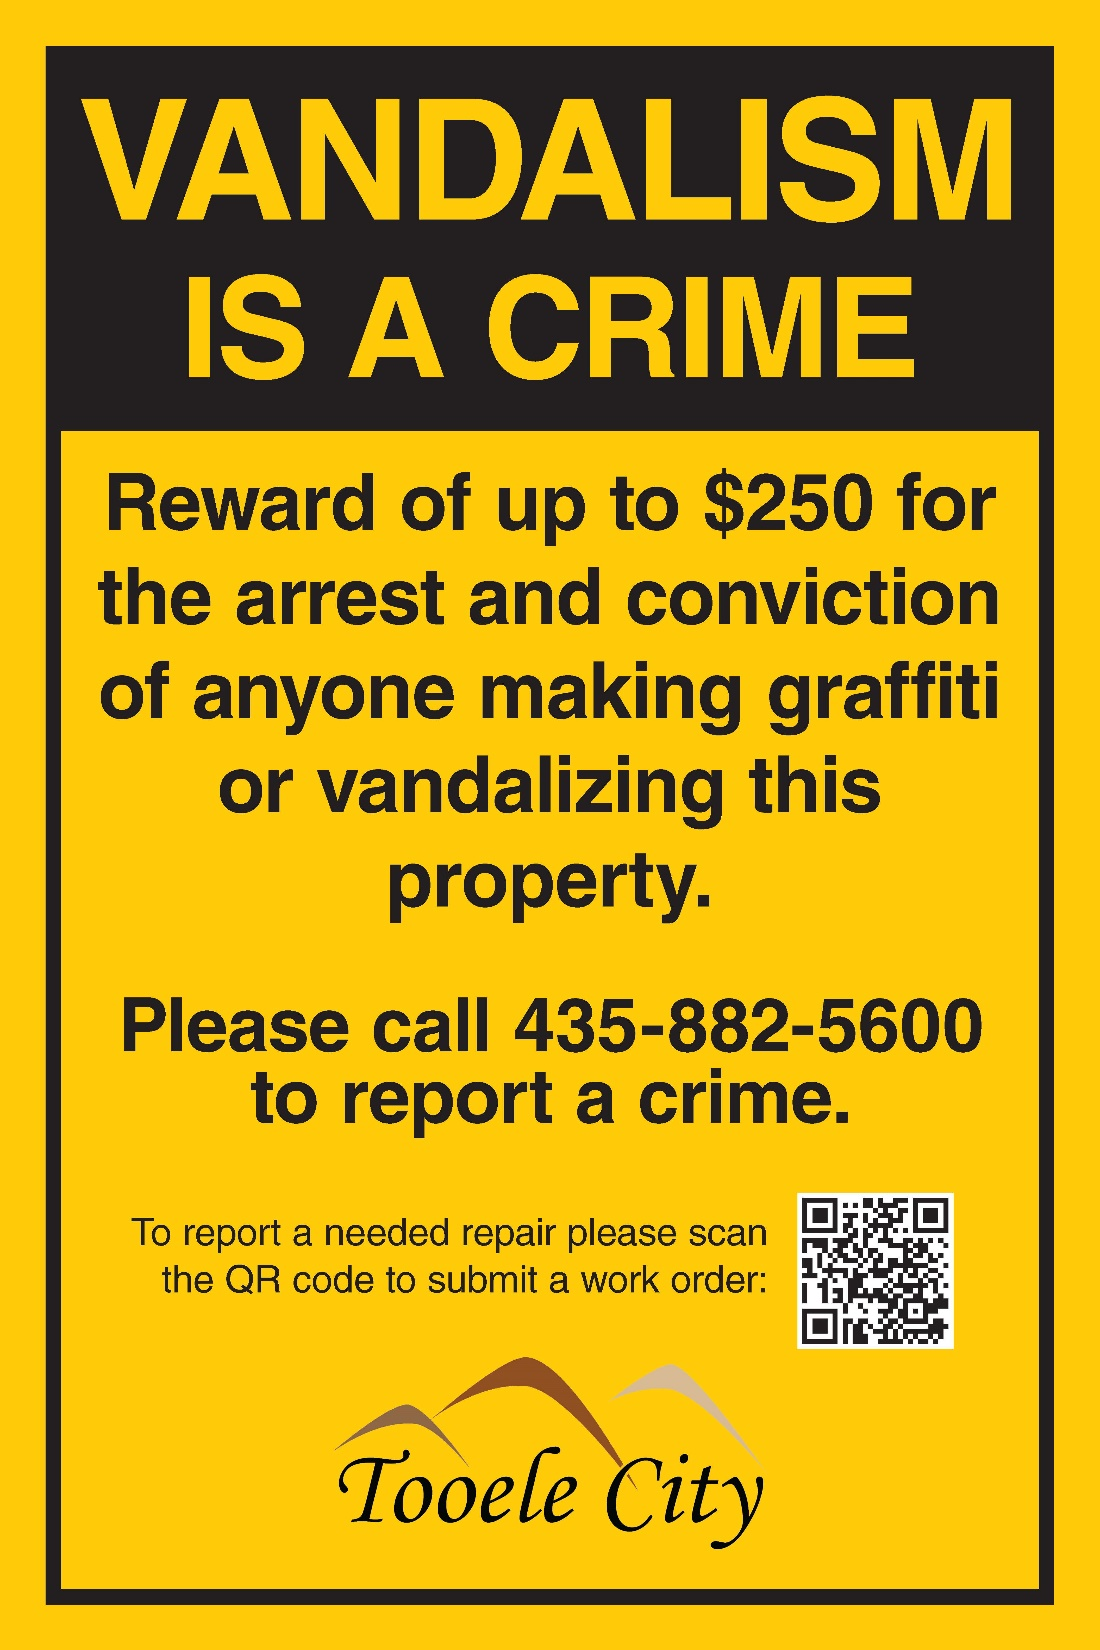 VANDALISM
IS A CRIME
Reward of up to $250 for
the arrest and conviction
of anyone making graffiti
or vandalizing this
property.
Please call 435-882-5600
to report a crime.
To report a needed repair please scan
the QR code to submit a work order:
Tooele City